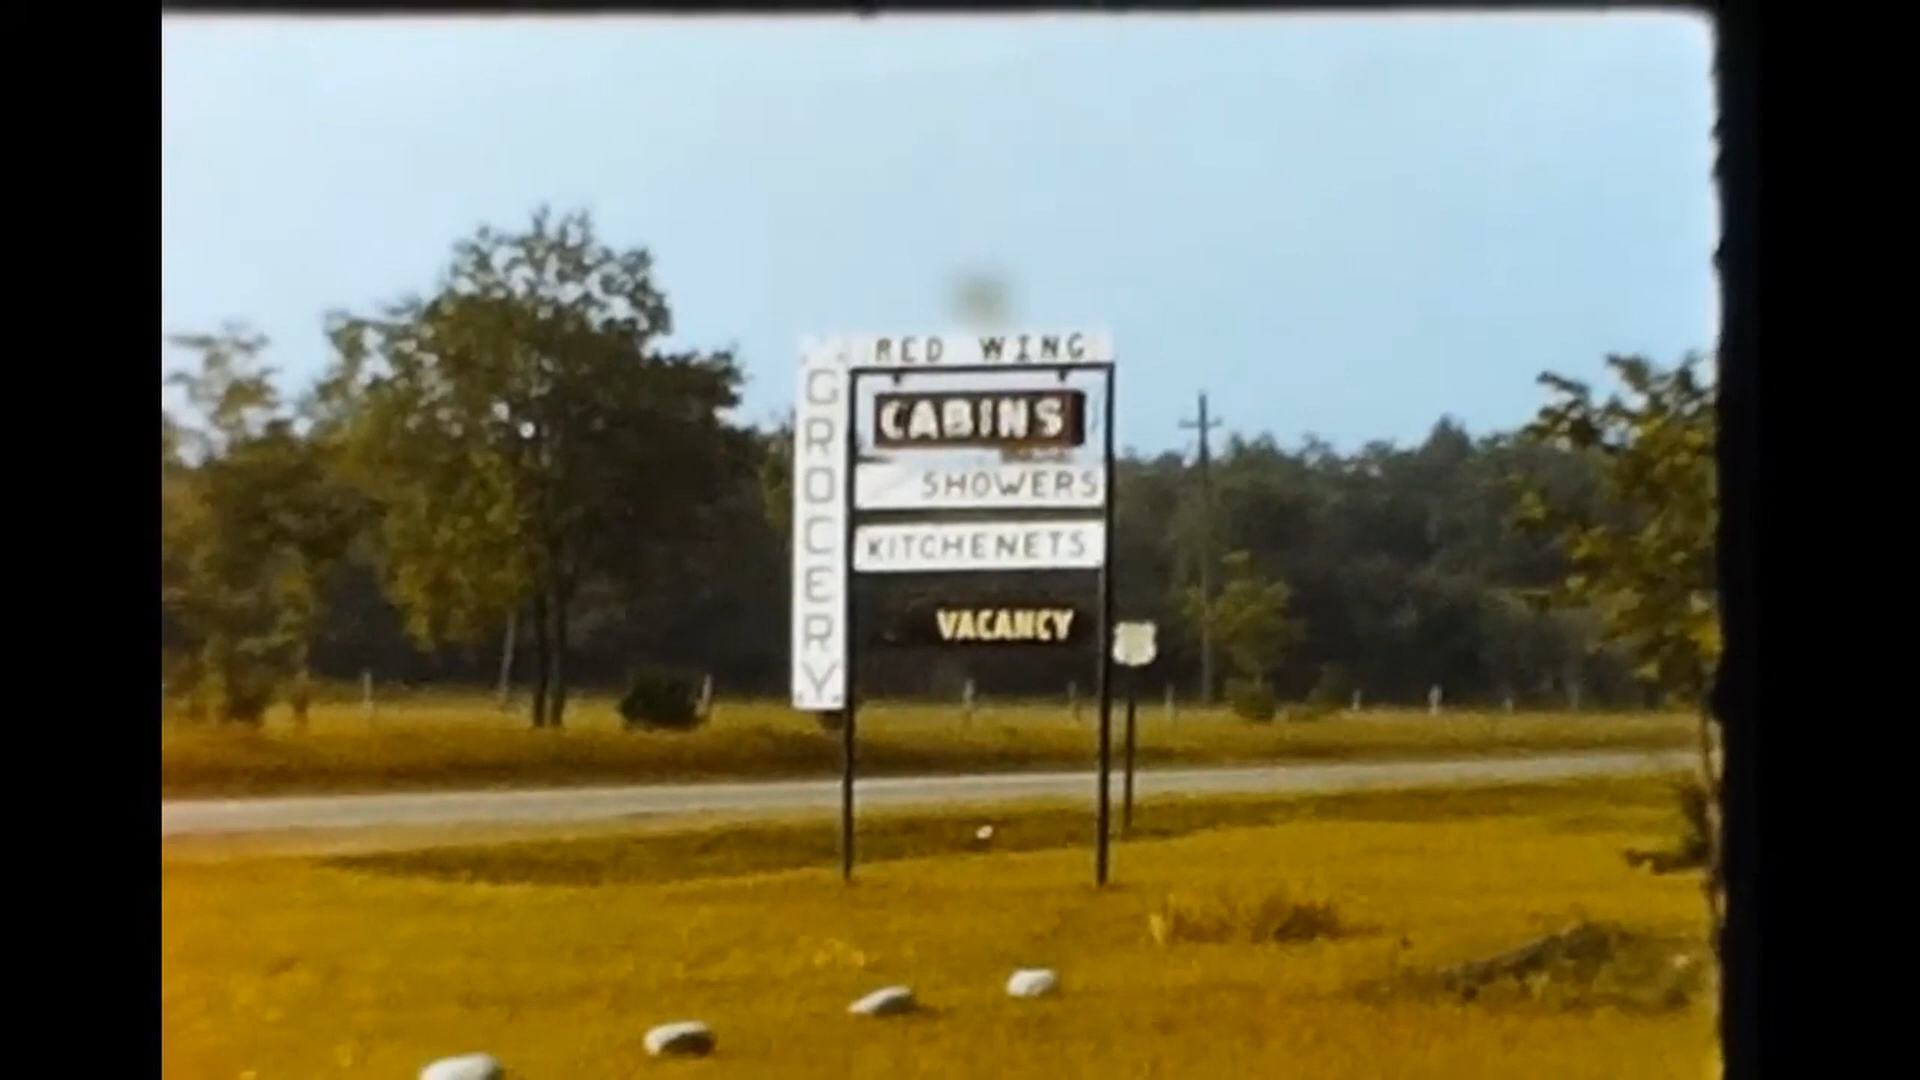 RED WING
GROCERY
CABINS
SHOWERS
KITCHENETS
VACANCY